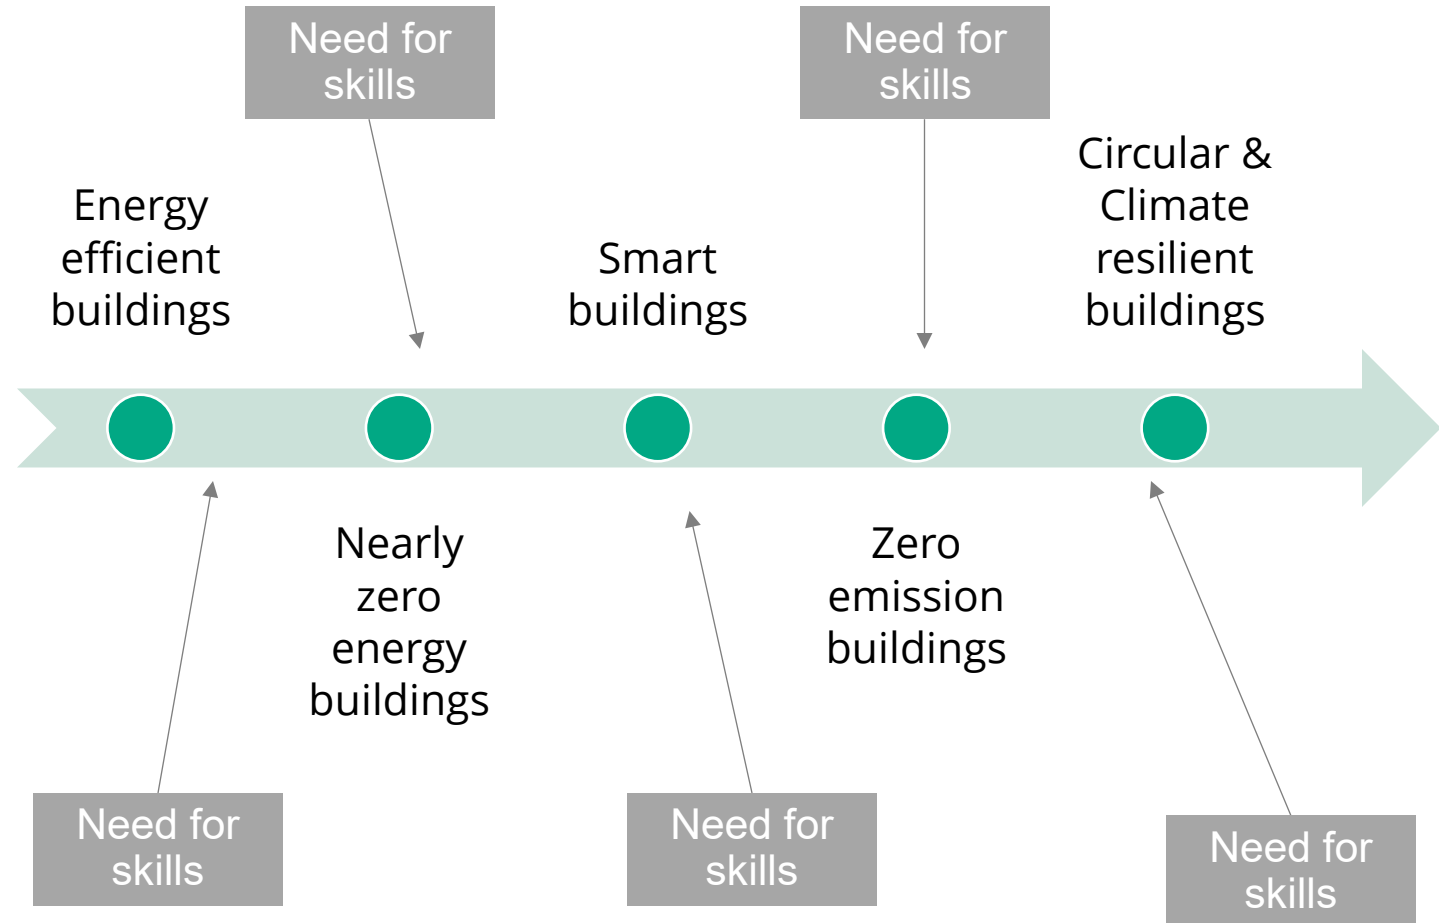 Need for
skills
Need for
skills
Energy
efficient
buildings
Smart
buildings
Circular &
Climate
resilient
buildings
Nearly
zero
energy
buildings
Zero
emission
buildings
Need for
skills
Need for
skills
Need for
skills